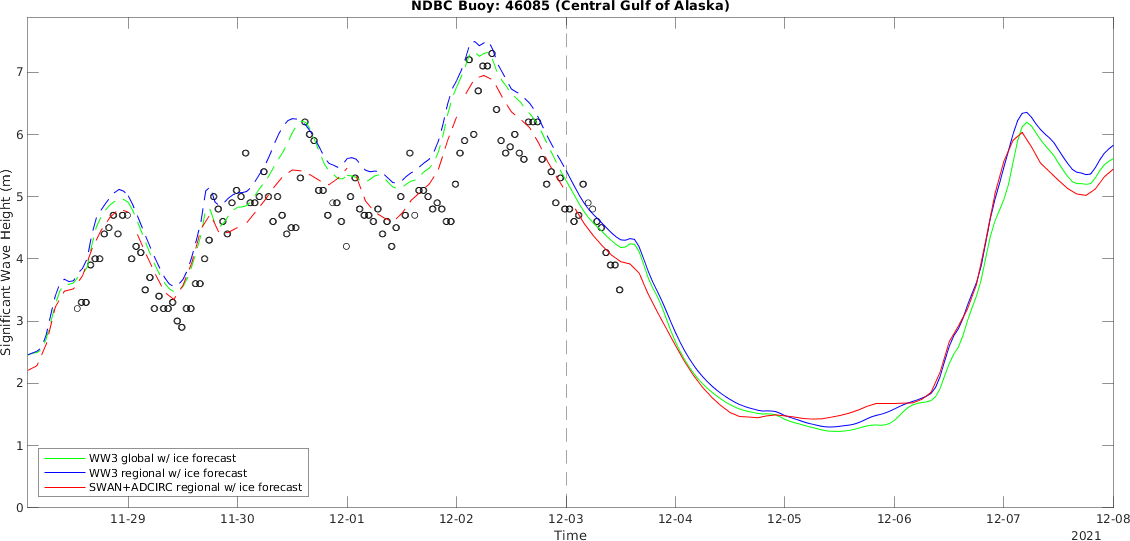 NDBC Buoy: 46085 (Central Gulf of Alaska)
Significant Wave Height (m)
7
6
5
4
3
2
1
0
WW3 global w/ ice forecast
WW3 regional w/ ice forecast
SWAN+ADCIRC regional w/ ice forecast
11-29 11-30 12-01 12-02 12-03 12-04 12-05 12-06 12-07 12-08
Time
2021